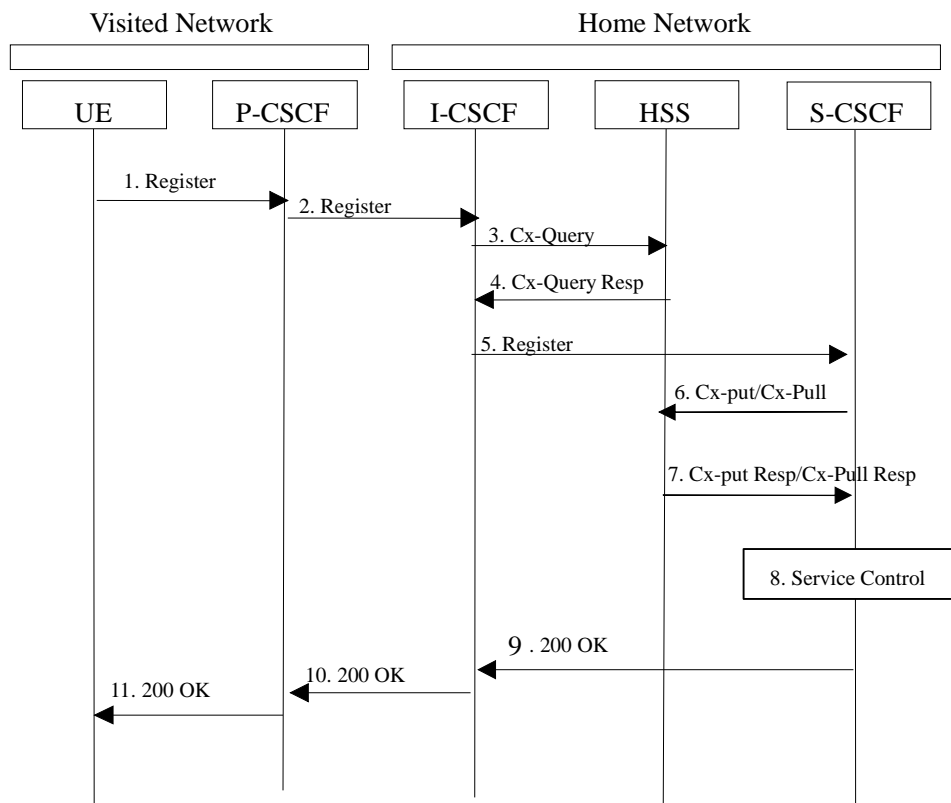 Visited Network
Home Network
UE
P-CSCF
I-CSCF
HSS
S-CSCF
1. Register
2. Register
3. Cx-Query
4. Cx-Query Resp
5. Register
6. Cx-put/Cx-Pull
7. Cx-put Resp/Cx-Pull Resp
8. Service Control
9 . 200 OK
10. 200 OK
11. 200 OK